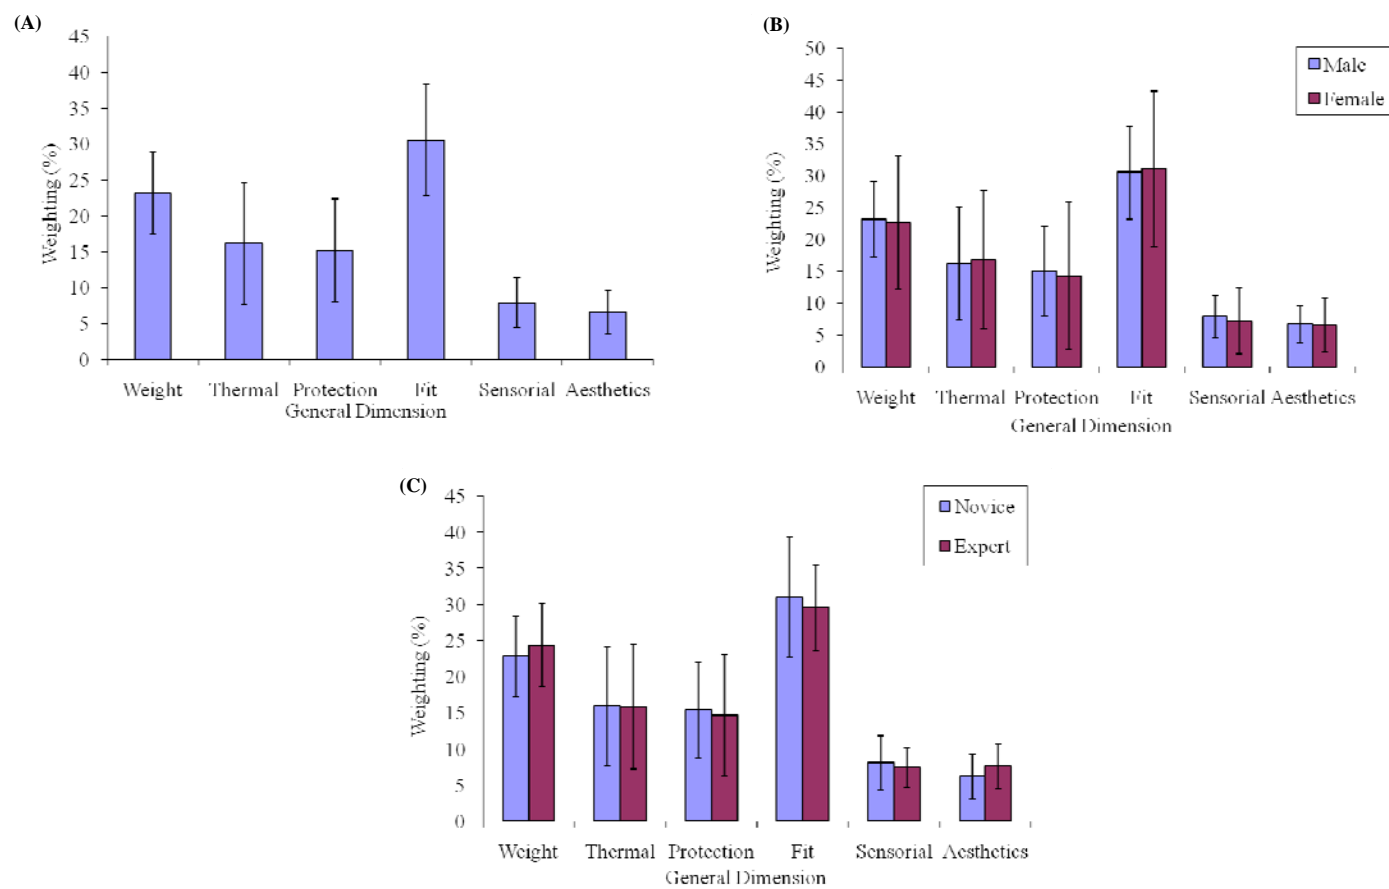 (A)
45
40
35
30
25
20
15
10
5
0
Weighting (%)
Weight Thermal Protection Fit Sensorial Aesthetics
General Dimension
(B)
50
45
40
35
30
25
20
15
10
5
0
Weighting (%)
Male
Female
Weight Thermal Protection Fit Sensorial Aesthetics
General Dimension
(C)
45
40
35
30
25
20
15
10
5
0
Weighting (%)
Novice
Expert
Weight Thermal Protection Fit Sensorial Aesthetics
General Dimension